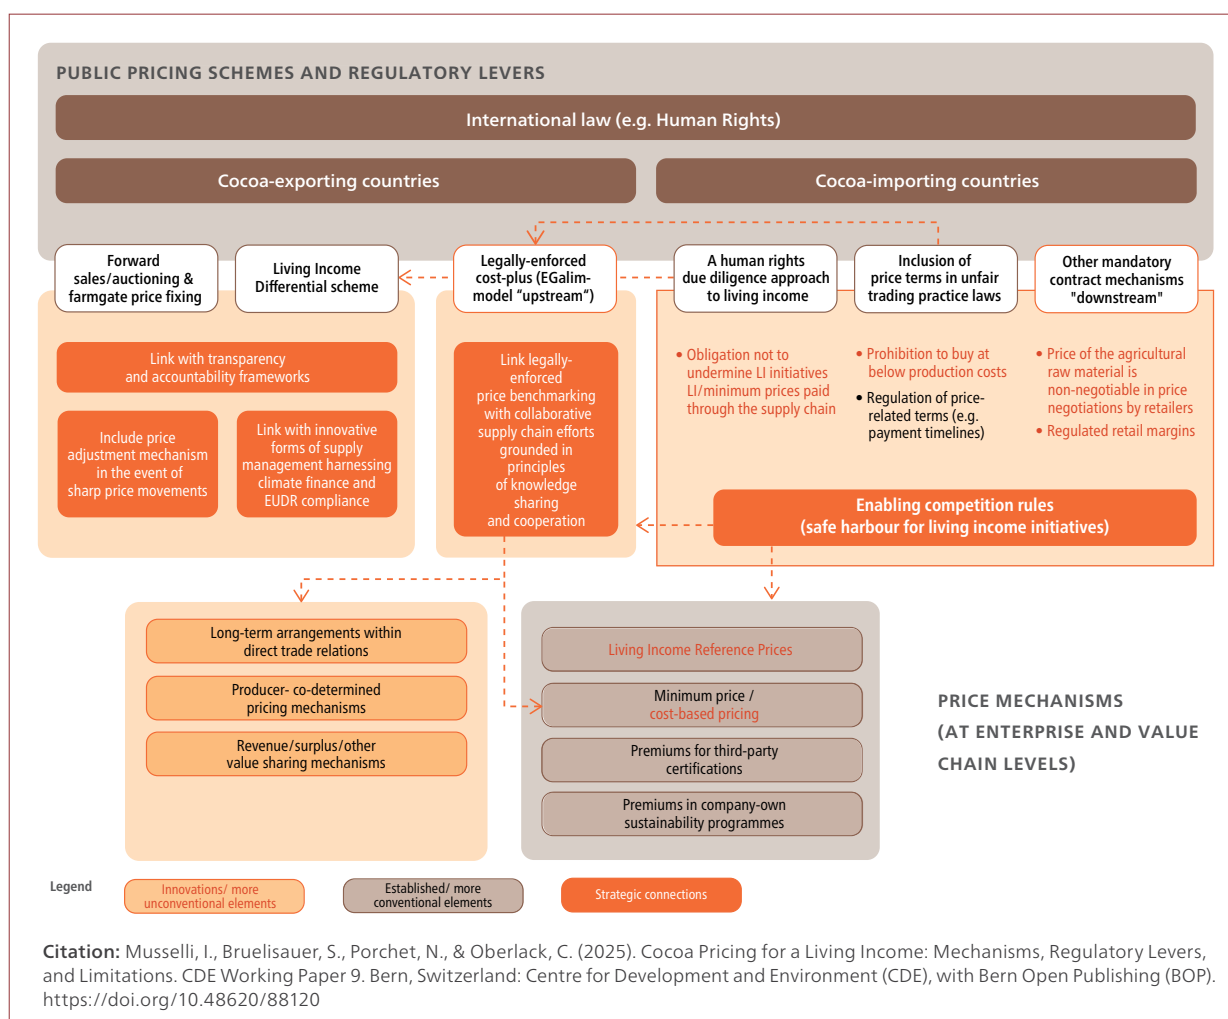 PUBLIC PRICING SCHEMES AND REGULATORY LEVERS
International law (e.g. Human Rights)
Cocoa-exporting countries
Cocoa-importing countries
Forward
sales/auctioning &
farmgate price fixing
Living Income
Differential scheme
Legally-enforced
cost-plus (EGalim-
model “upstream“)
A human rights
due diligence approach
to living income
Inclusion of
price terms in unfair
trading practice laws
Other mandatory
contract mechanisms
"downstream"
Link with transparency
and accountability frameworks
Include price
adjustment mechanism
in the event of
sharp price movements
Link with innovative
forms of supply
management harnessing
climate finance and
EUDR compliance
Link legally-
enforced
price benchmarking
with collaborative
supply chain efforts
grounded in
principles
of knowledge
sharing
and cooperation
• Obligation not to
undermine LI initiatives
LI/minimum prices paid
through the supply chain
• Prohibition to buy at
below production costs
• Regulation of price-
related terms (e.g.
payment timelines)
• Price of the agricultural
raw material is
non-negotiable in price
negotiations by retailers
• Regulated retail margins
Enabling competition rules
(safe harbour for living income initiatives)
Long-term arrangements within
direct trade relations
Producer- co-determined
pricing mechanisms
Revenue/surplus/other
value sharing mechanisms
Living Income Reference Prices
Minimum price /
cost-based pricing
Premiums for third-party
certifications
Premiums in company-own
sustainability programmes
PRICE MECHANISMS
(AT ENTERPRISE AND VALUE
CHAIN LEVELS)
Legend
Innovations/ more
unconventional elements
Established/ more
conventional elements
Strategic connections
Citation: Musselli, I., Bruelisauer, S., Porchet, N., & Oberlack, C. (2025). Cocoa Pricing for a Living Income: Mechanisms, Regulatory Levers,
and Limitations. CDE Working Paper 9. Bern, Switzerland: Centre for Development and Environment (CDE), with Bern Open Publishing (BOP).
https://doi.org/10.48620/88120